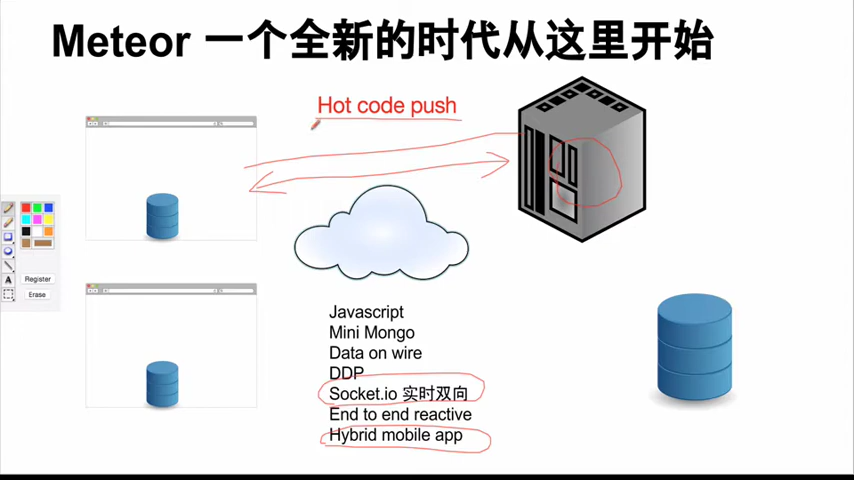 Meteor 一个全新的时代从这里开始
Hot code push
Javascript
Mini Mongo
Data on wire
DDP
Socket.io 实时双向
End to end reactive
Hybrid mobile app
A
Register
Erase